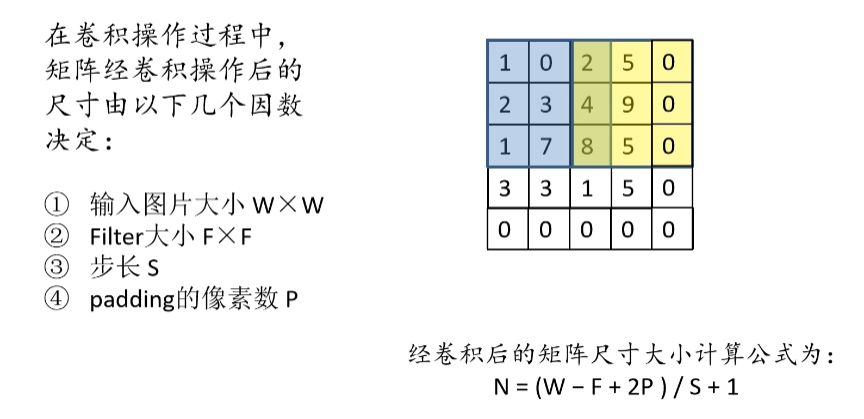 在卷积操作过程中，
矩阵经卷积操作后的
尺寸由以下几个因数
决定：
① 输入图片大小 W×W
② Filter大小 F×F
③ 步长 S
④ padding的像素数 P
1 0 2 5 0
2 3 4 9 0
1 7 8 5 0
3 3 1 5 0
0 0 0 0 0
经卷积后的矩阵尺寸大小计算公式为：
N = (W − F + 2P ) / S + 1